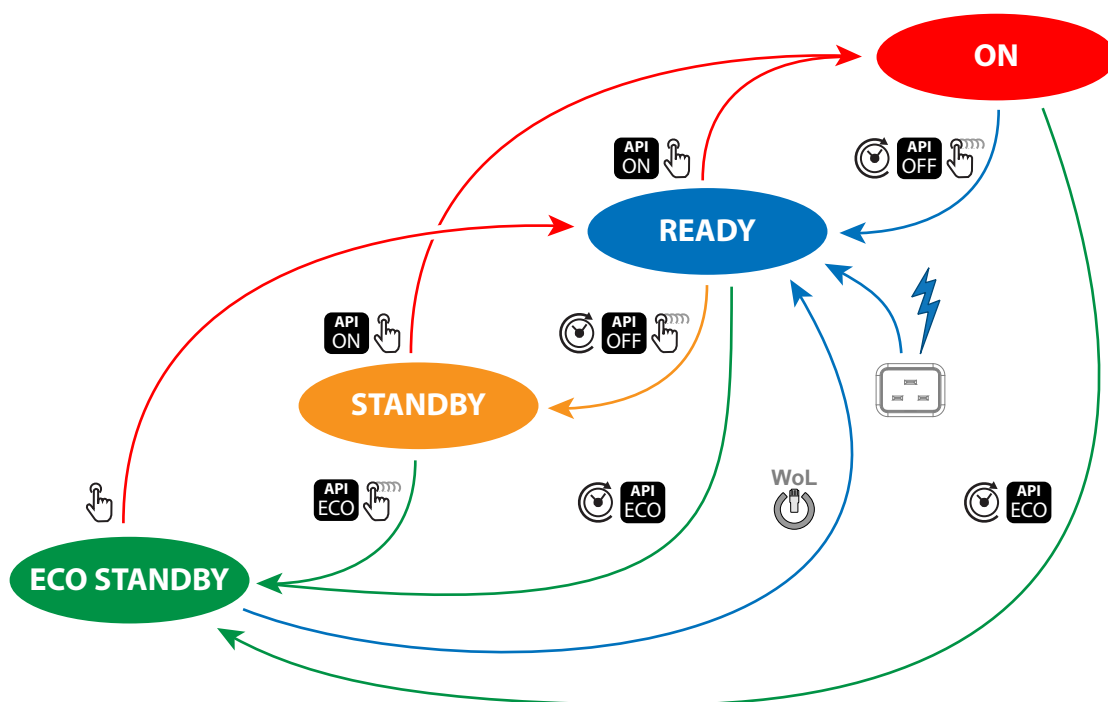 ON
API
ON
API
OFF
READY
API
ON
API
OFF
STANDBY
WoL
API
ECO
API
ECO
API
ECO
ECO STANDBY